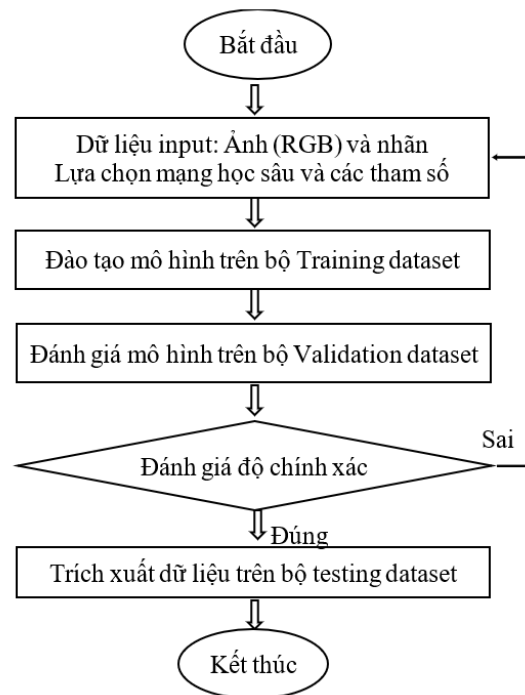 Bắt đầu
Dữ liệu input: Ảnh (RGB) và nhãn
Lựa chọn mạng học sâu và các tham số
Đào tạo mô hình trên bộ Training dataset
Đánh giá mô hình trên bộ Validation dataset
Sai
Đánh giá độ chính xác
Đúng
Trích xuất dữ liệu trên bộ testing dataset
Kết thúc